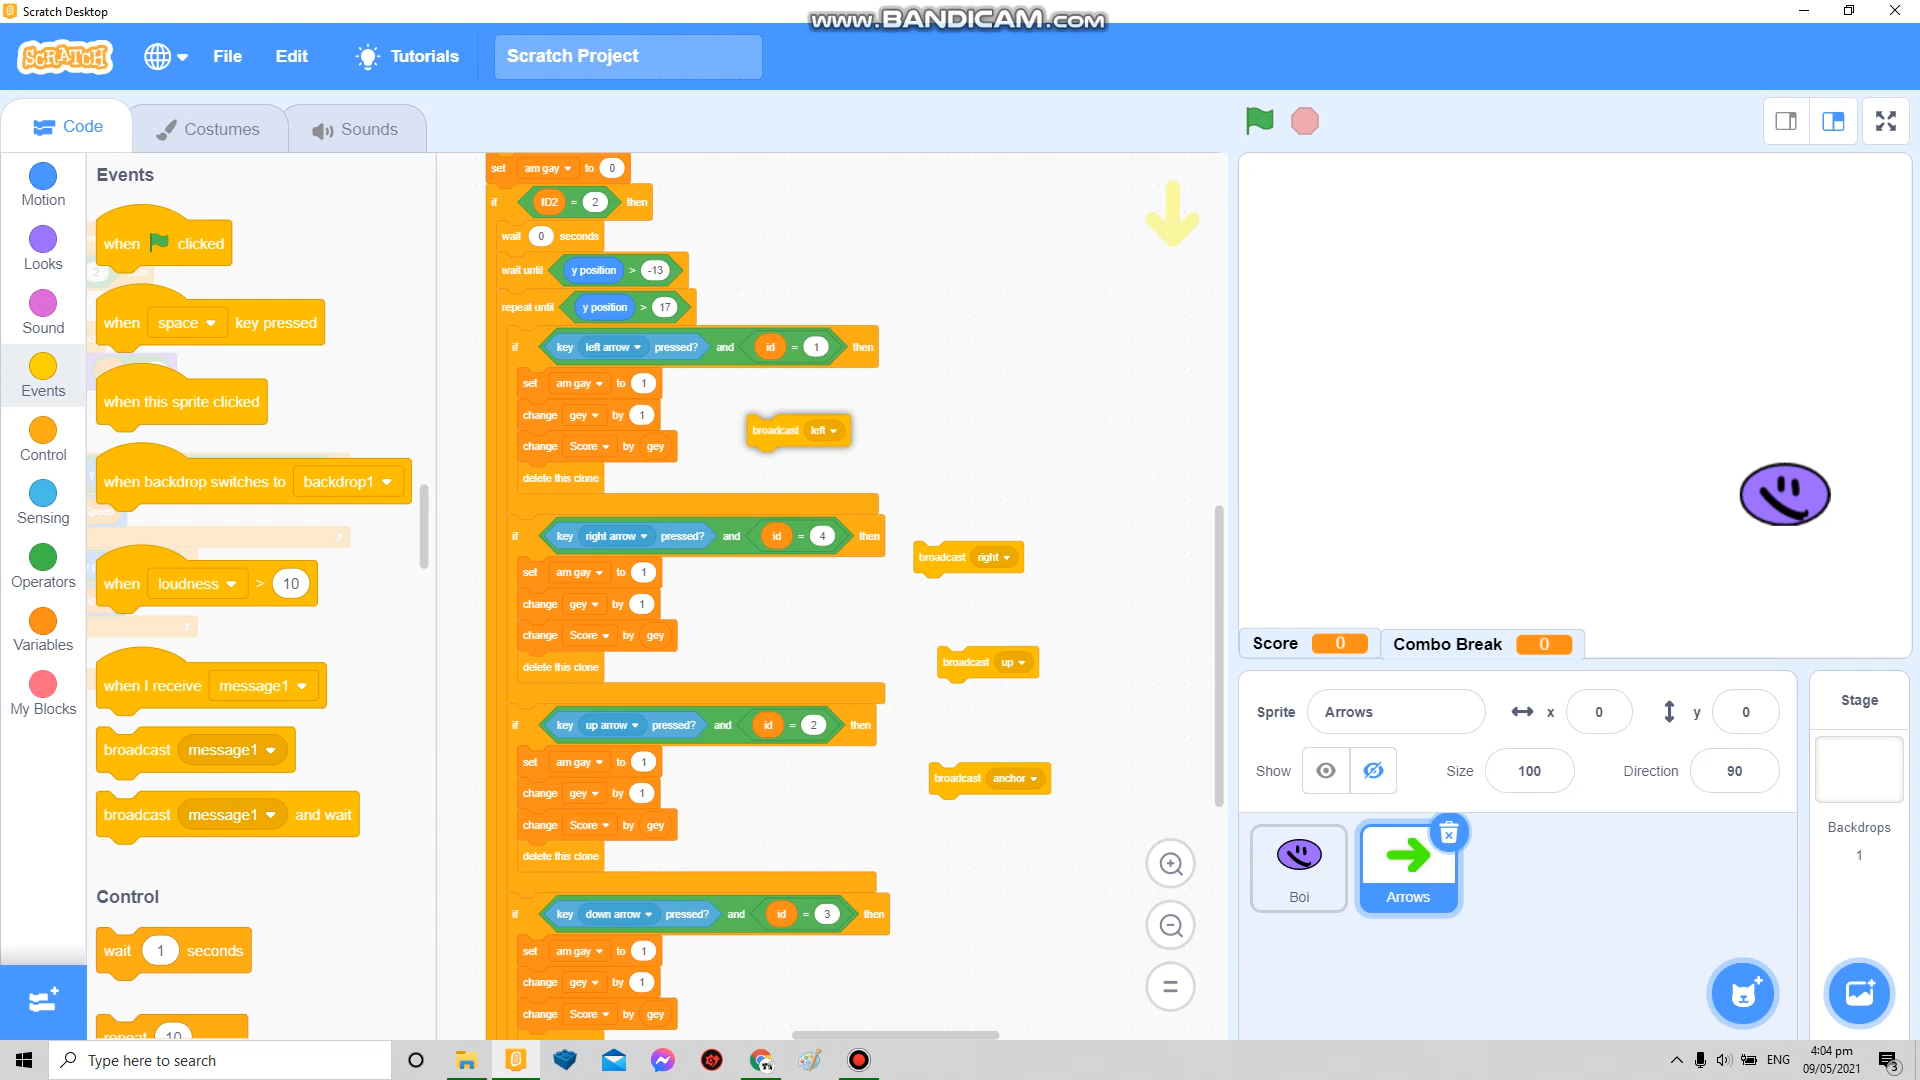 Scratch Desktop
www.BANDICAM.com
SCRATCH File Edit Tutorials Scratch Project
Code Costumes Sounds
Motion
Looks
Sound
Events
Control
Sensing
Operators
Variables
My Blocks
Events
when clicked
when space key pressed
when this sprite clicked
when backdrop switches to backdrop1
when loudness > 10
when I receive message1
broadcast message1
broadcast message1 and wait
Control
wait 1 seconds
repeat 10
set am gay to 0
if ID2 = 2 then
wait 0 seconds
wait until y position > -13
repeat until y position > 17
if key left arrow pressed? and id = 1 then
set am gay to 1
change gey by 1
broadcast left
change Score by gey
delete this clone
if key right arrow pressed? and id = 4 then
broadcast right
set am gay to 1
change gey by 1
change Score by gey
broadcast up
delete this clone
if key up arrow pressed? and id = 2 then
set am gay to 1
broadcast anchor
change gey by 1
change Score by gey
delete this clone
if key down arrow pressed? and id = 3 then
set am gay to 1
change gey by 1
change Score by gey
Score 0 Combo Break 0
Sprite Arrows x 0 y 0
Show Size 100 Direction 90
Boi
Arrows
Stage
Backdrops
1
Type here to search
ENG
4:04 pm
09/05/2021
3